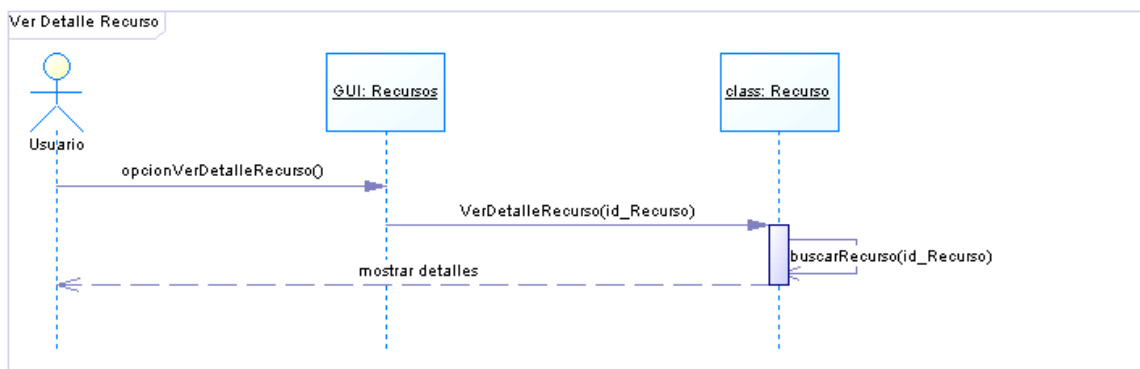 Ver Detalle Recurso
GUI: Recursos
class: Recurso
Usuario
opcionVerDetalleRecurso()
VerDetalleRecurso(id_Recurso)
buscarRecurso(id_Recurso)
mostrar detalles